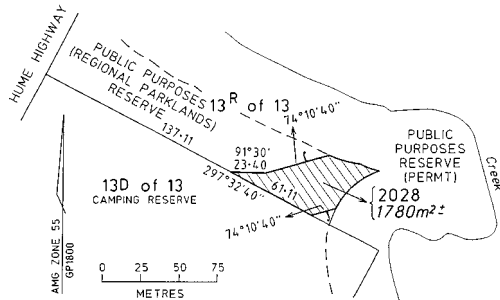 HUME HIGHWAY
PUBLIC PURPOSES
(REGIONAL PARKLANDS)
RESERVE
137·11
13R of 13
74°10'40"
91°30'
23·40
297°32'40"
61·11
74°10'40"
13D of 13
CAMPING RESERVE
PUBLIC
PURPOSES
RESERVE
(PERMT)
Creek
2028
1780m²±
AMG ZONE 55
GP1800
0 25 50 75
METRES